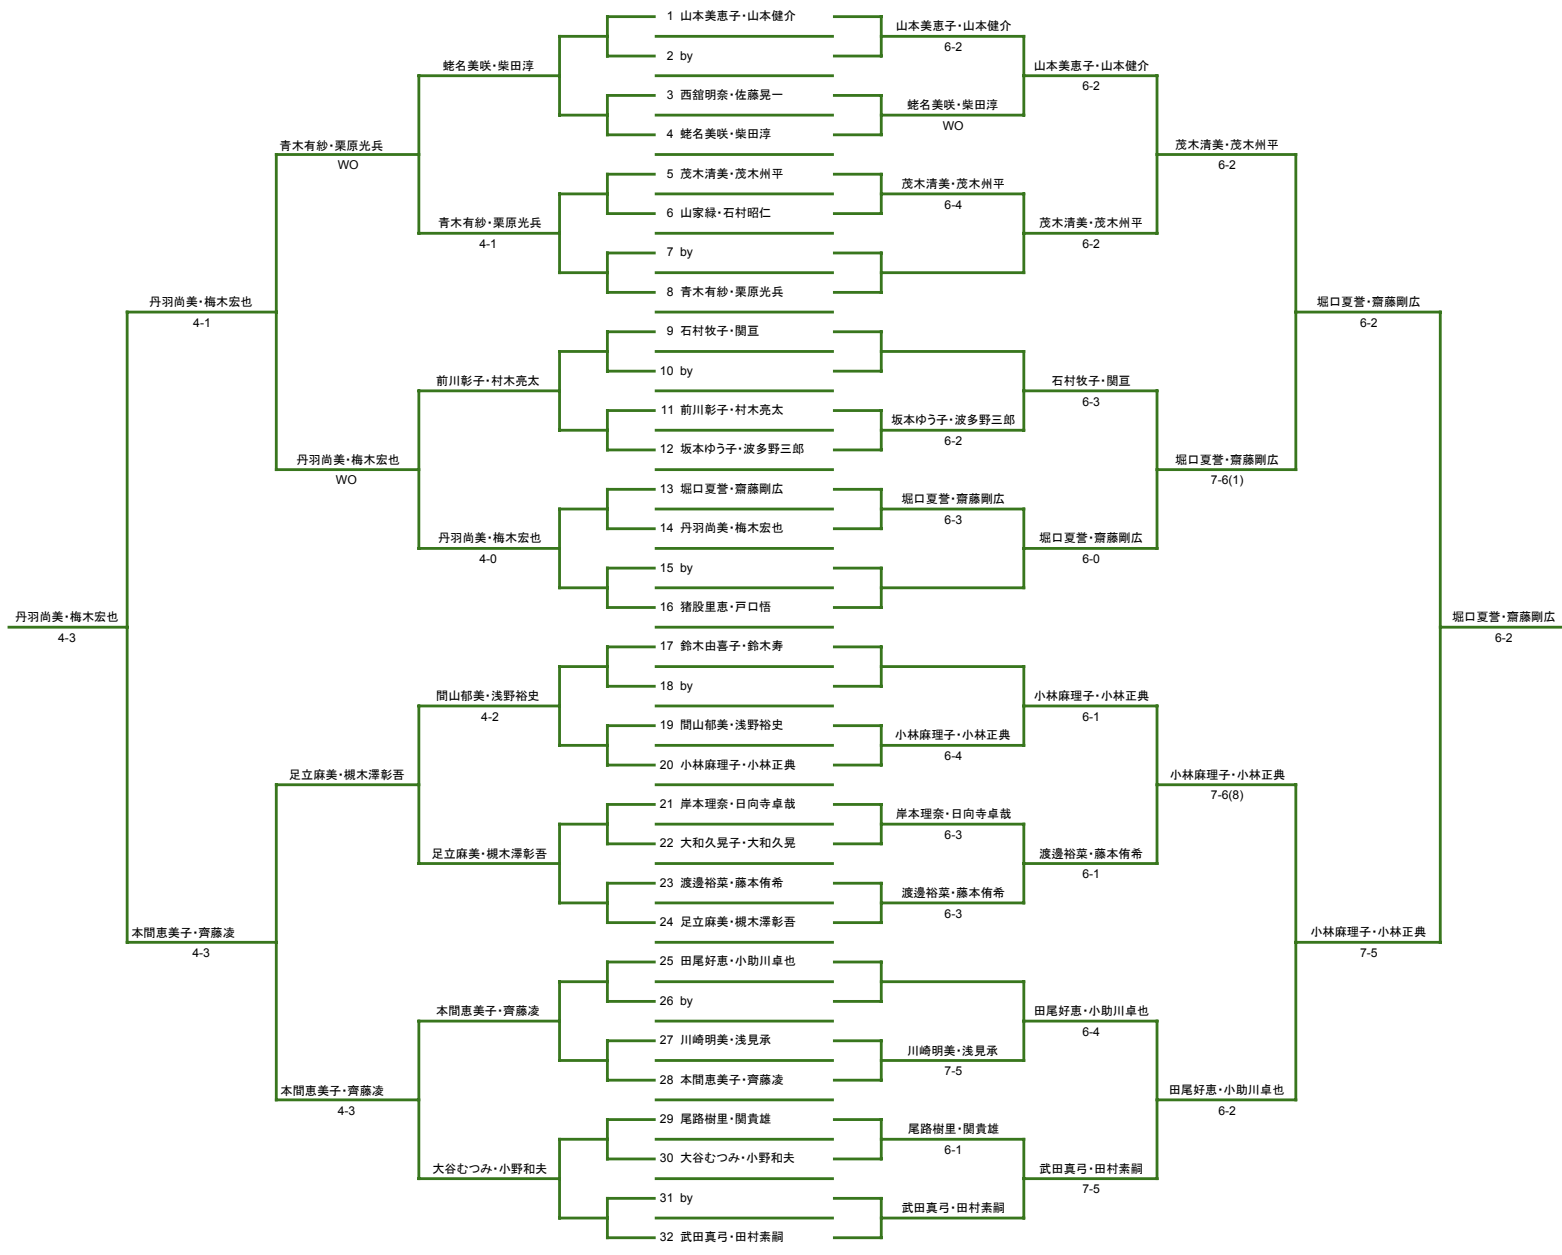 1 山本美恵子・山本健介
2 by
3 西舘明奈・佐藤晃一
4 蛯名美咲・柴田淳
5 茂木清美・茂木州平
6 山家緑・石村昭仁
7 by
8 青木有紗・栗原光兵
9 石村牧子・関亘
10 by
11 前川彰子・村木亮太
12 坂本ゆう子・波多野三郎
13 堀口夏誉・齋藤剛広
14 丹羽尚美・梅木宏也
15 by
16 猪股里恵・戸口悟
17 鈴木由喜子・鈴木寿
18 by
19 間山郁美・浅野裕史
20 小林麻理子・小林正典
21 岸本理奈・日向寺卓哉
22 大和久晃子・大和久晃
23 渡邊裕菜・藤本侑希
24 足立麻美・槻木澤彰吾
25 田尾好恵・小助川卓也
26 by
27 川崎明美・浅見承
28 本間恵美子・齊藤凌
29 尾路樹里・関貴雄
30 大谷むつみ・小野和夫
31 by
32 武田真弓・田村素嗣
山本美恵子・山本健介
6-2
蛯名美咲・柴田淳
WO
茂木清美・茂木州平
6-4
坂本ゆう子・波多野三郎
6-2
堀口夏誉・齋藤剛広
6-3
小林麻理子・小林正典
6-4
岸本理奈・日向寺卓哉
6-3
渡邊裕菜・藤本侑希
6-3
川崎明美・浅見承
7-5
尾路樹里・関貴雄
6-1
武田真弓・田村素嗣
山本美恵子・山本健介
6-2
茂木清美・茂木州平
6-2
石村牧子・関亘
6-3
堀口夏誉・齋藤剛広
6-0
小林麻理子・小林正典
6-1
渡邊裕菜・藤本侑希
6-1
田尾好恵・小助川卓也
6-4
武田真弓・田村素嗣
7-5
茂木清美・茂木州平
6-2
堀口夏誉・齋藤剛広
7-6(1)
小林麻理子・小林正典
7-6(8)
田尾好恵・小助川卓也
6-2
堀口夏誉・齋藤剛広
6-2
小林麻理子・小林正典
7-5
堀口夏誉・齋藤剛広
6-2
蛯名美咲・柴田淳
青木有紗・栗原光兵
4-1
前川彰子・村木亮太
丹羽尚美・梅木宏也
4-0
間山郁美・浅野裕史
4-2
足立麻美・槻木澤彰吾
本間恵美子・齊藤凌
大谷むつみ・小野和夫
青木有紗・栗原光兵
WO
丹羽尚美・梅木宏也
WO
足立麻美・槻木澤彰吾
本間恵美子・齊藤凌
4-3
丹羽尚美・梅木宏也
4-1
本間恵美子・齊藤凌
4-3
丹羽尚美・梅木宏也
4-3